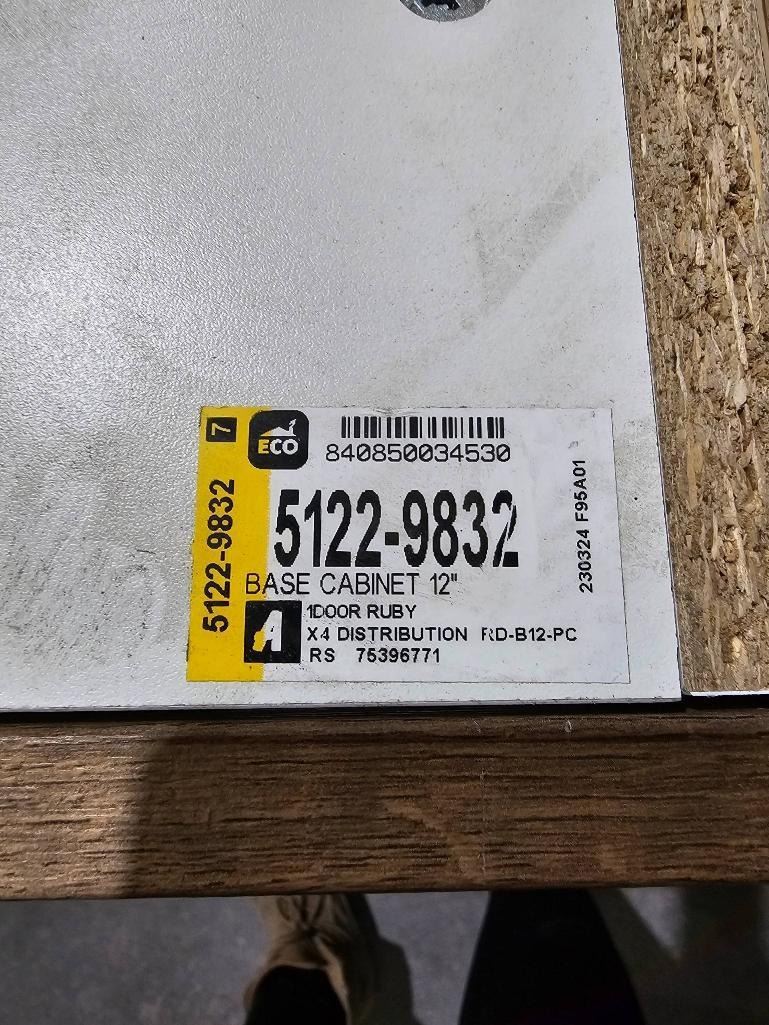 7
5122-9832
ECO
840850034530
5122-9832
BASE CABINET 12"
A
1DOOR RUBY
X4 DISTRIBUTION RD-B12-PC
RS 75396771
230324 F95A01